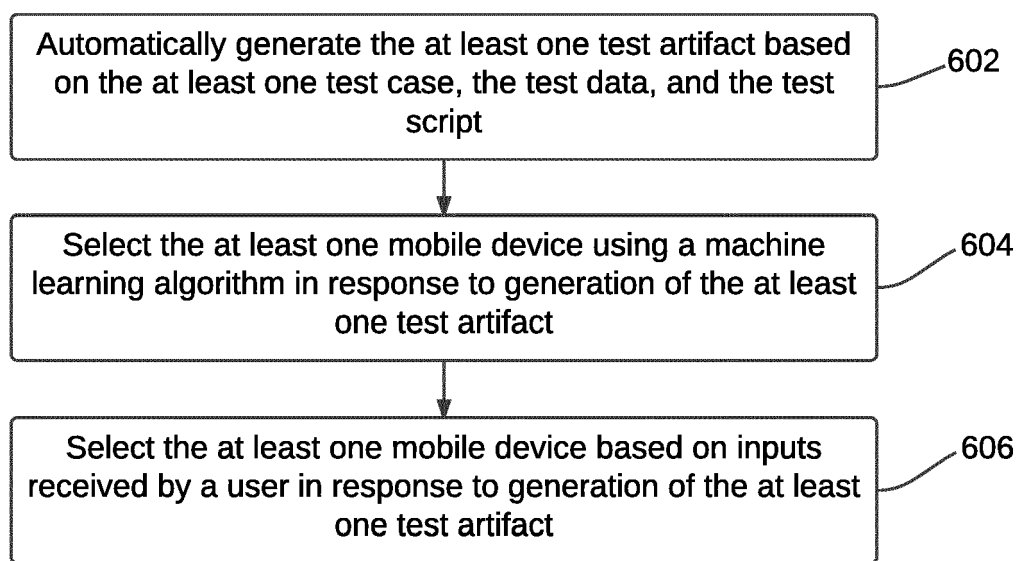 Automatically generate the at least one test artifact based
on the at least one test case, the test data, and the test
script
602
Select the at least one mobile device using a machine
learning algorithm in response to generation of the at least
one test artifact
604
Select the at least one mobile device based on inputs
received by a user in response to generation of the at least
one test artifact
606